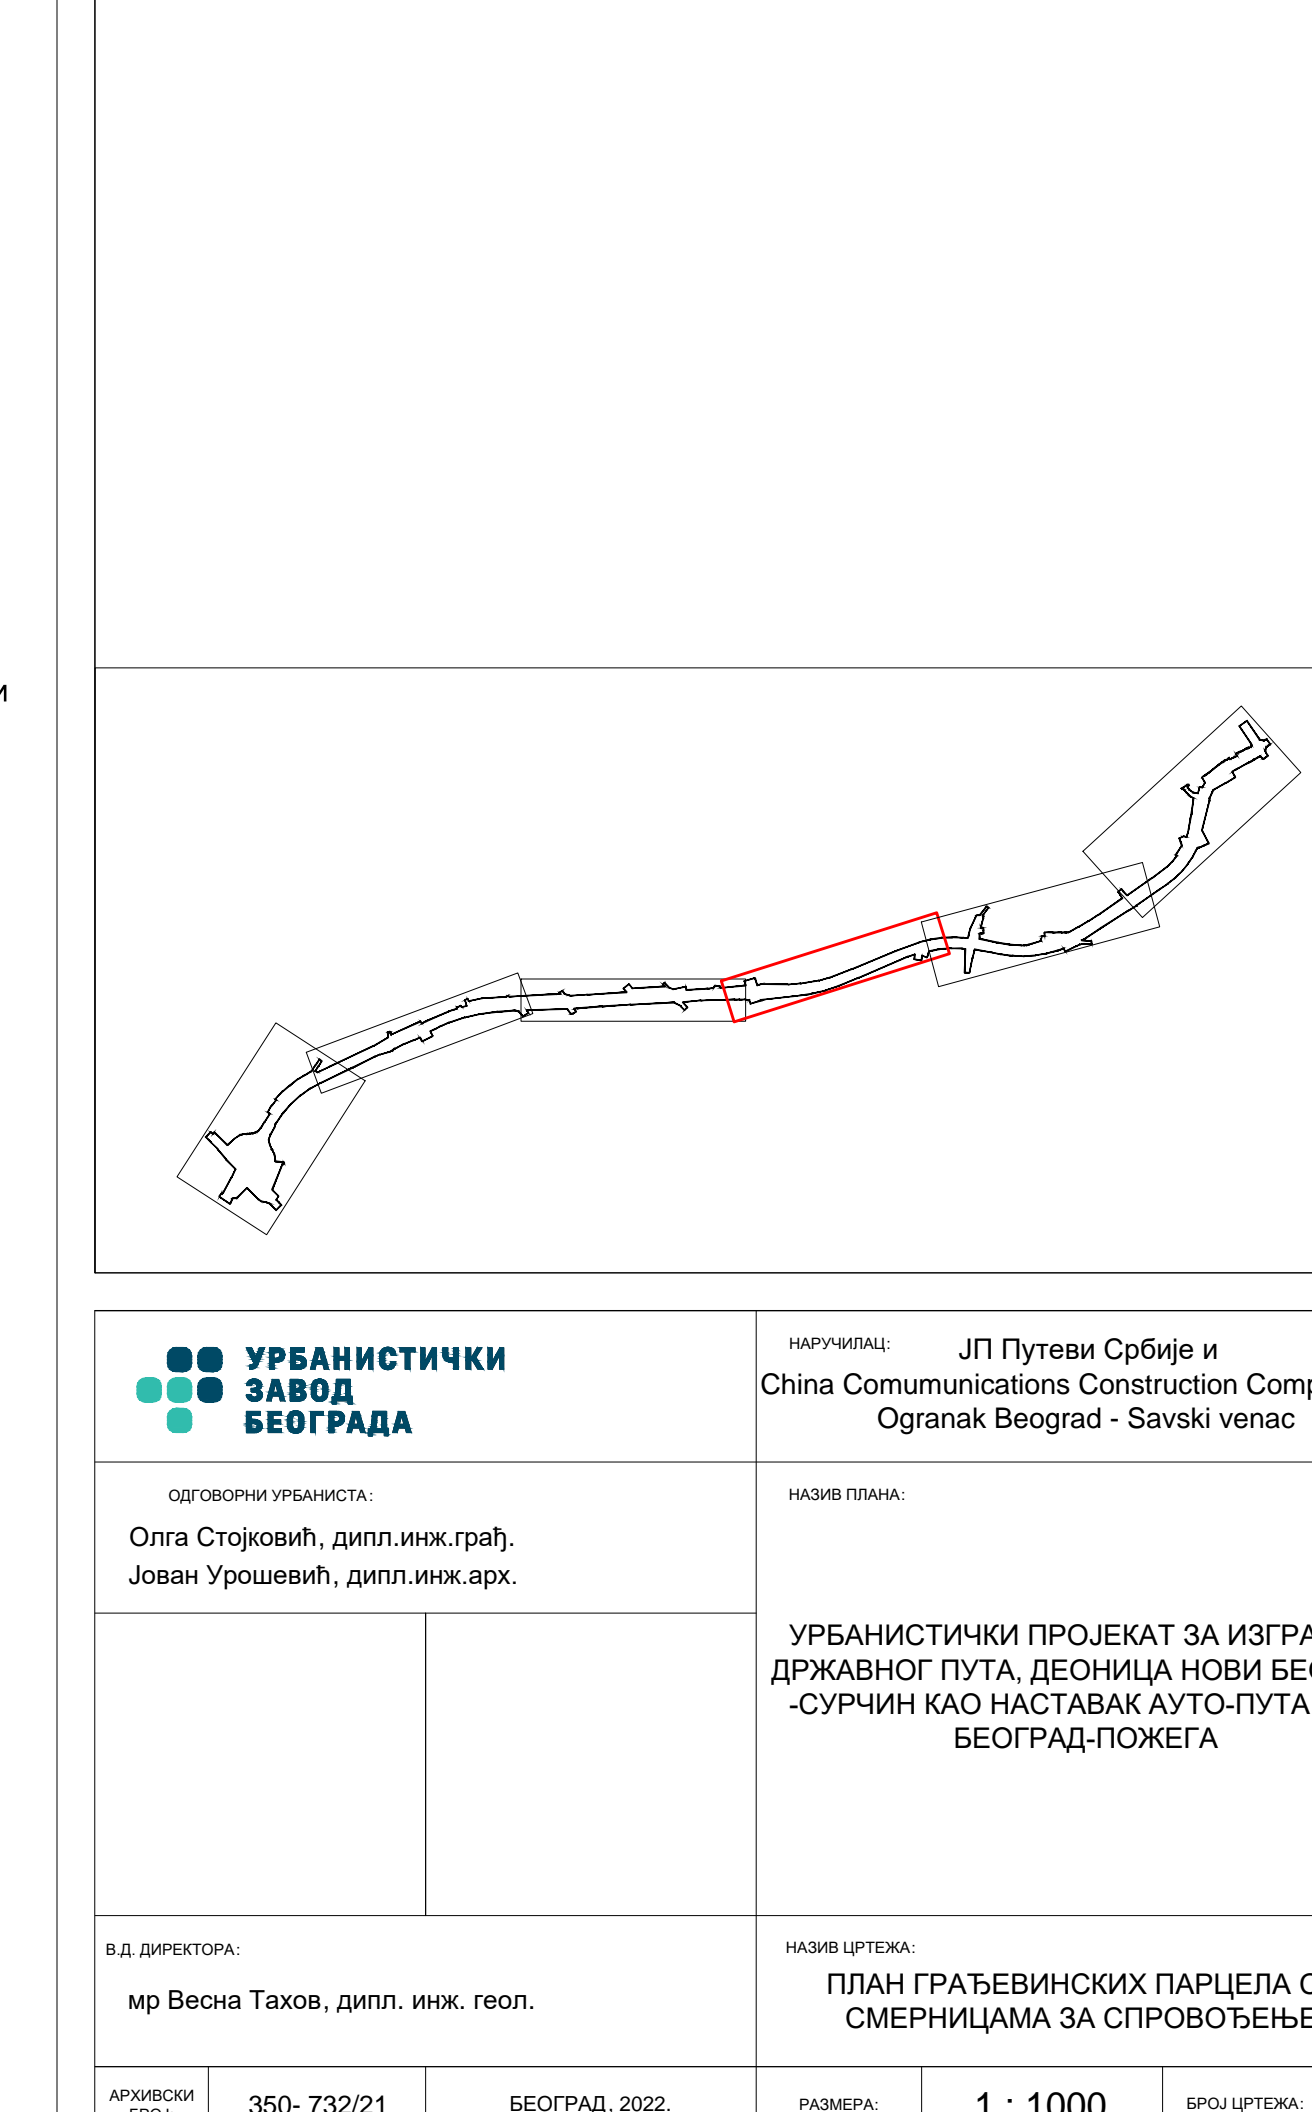 и
УРБАНИСТИЧКИ
ЗАВОД
БЕОГРАДА
НАРУЧИЛАЦ:
ЈП Путеви Србије и
China Comumunications Construction Comp
Ogranak Beograd - Savski venac
ОДГОВОРНИ УРБАНИСТА:
Олга Стојковић, дипл.инж.грађ.
Јован Урошевић, дипл.инж.арх.
НАЗИВ ПЛАНА:
УРБАНИСТИЧКИ ПРОЈЕКАТ ЗА ИЗГРА
ДРЖАВНОГ ПУТА, ДЕОНИЦА НОВИ БЕО
-СУРЧИН КАО НАСТАВАК АУТО-ПУТА
БЕОГРАД-ПОЖЕГА
В.Д. ДИРЕКТОРА:
мр Весна Тахов, дипл. инж. геол.
НАЗИВ ЦРТЕЖА:
ПЛАН ГРАЂЕВИНСКИХ ПАРЦЕЛА С
СМЕРНИЦАМА ЗА СПРОВОЂЕЊЕ
АРХИВСКИ
БРОЈ:
350- 732/21
БЕОГРАД, 2022.
РАЗМЕРА:
1 : 1000
БРОЈ ЦРТЕЖА: